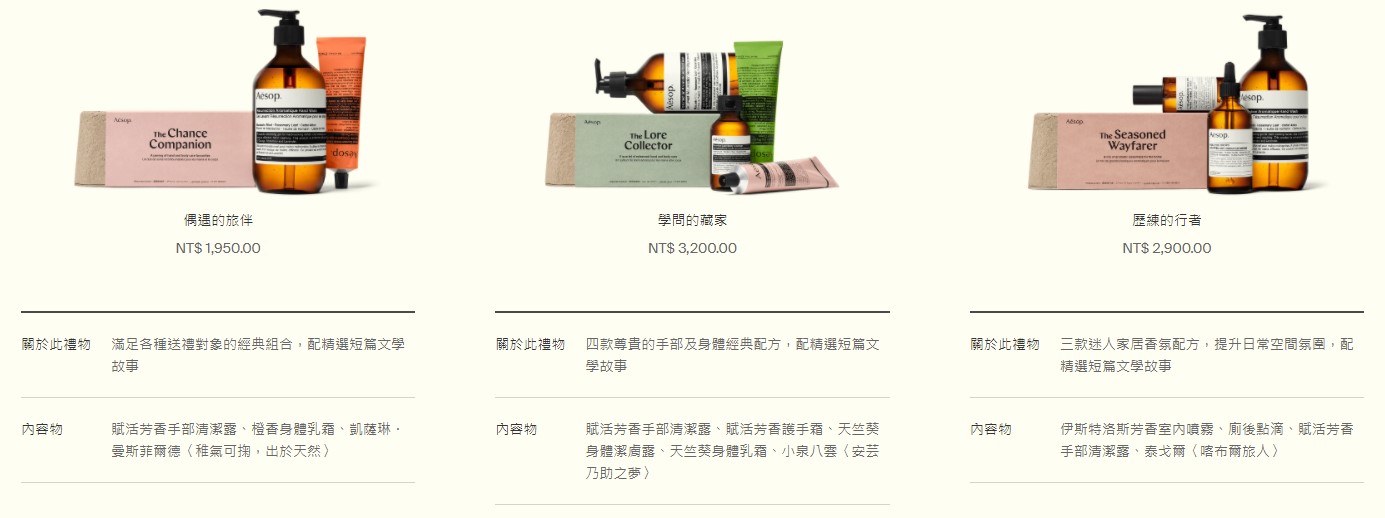 Aesop.
The Chance
Companion
Aesop.
dosəy
Aesop.
The Lore
Collector
Aesop.
Aesop.
Aesop.
The Seasoned
Wayfarer
Aesop.
Aesop.
偶遇的旅伴
NT$ 1,950.00
學問的藏家
NT$ 3,200.00
歷練的行者
NT$ 2,900.00
關於此禮物
滿足各種送禮對象的經典組合，配精選短篇文學
故事
內容物
賦活芳香手部清潔露、橙香身體乳霜、凱薩琳·
曼斯菲爾德〈稚氣可掬，出於天然〉
關於此禮物
四款尊貴的手部及身體經典配方，配精選短篇文
學故事
內容物
賦活芳香手部清潔露、賦活芳香護手霜、天竺葵
身體潔膚露、天竺葵身體乳霜、小泉八雲〈安芸
乃助之夢〉
關於此禮物
三款迷人家居香氛配方，提升日常空間氛圍，配
精選短篇文學故事
內容物
伊斯特洛斯芳香室內噴霧、廁後點滴、賦活芳香
手部清潔露、泰戈爾〈喀布爾旅人〉